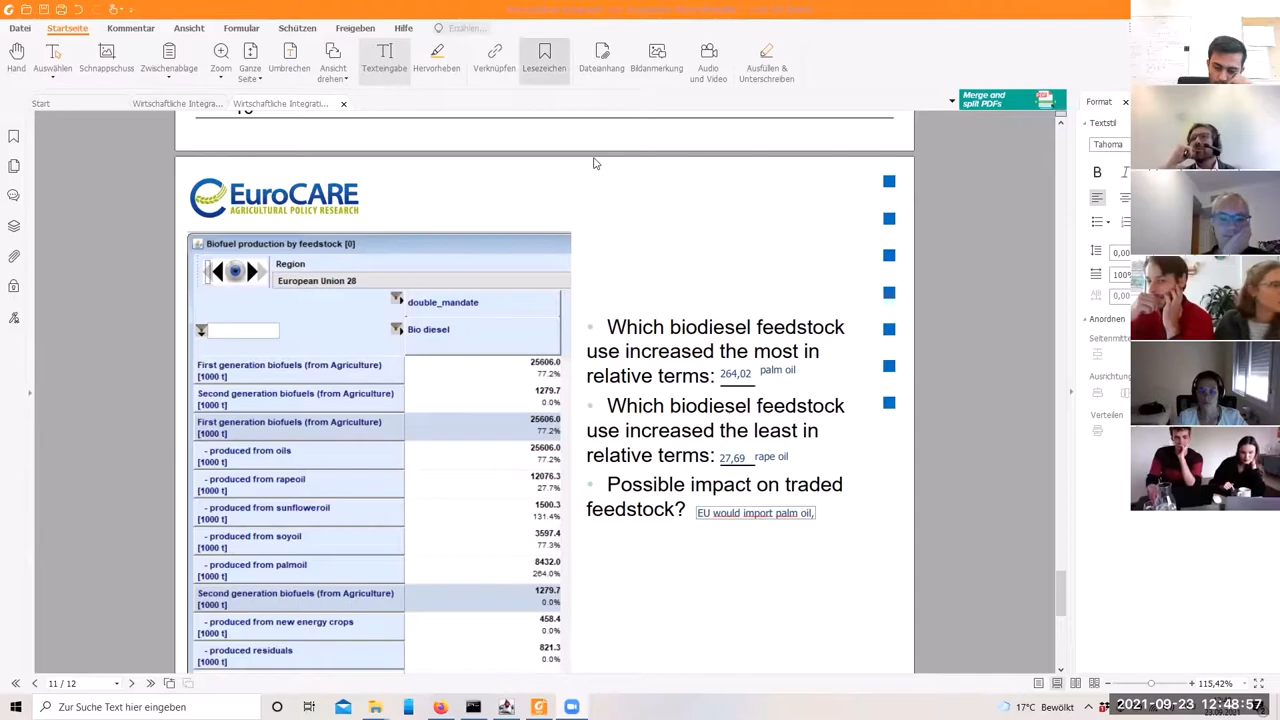 Datei Startseite Kommentar Ansicht Formular Schützen Freigeben Hilfe Erzählen...
Hand Auswählen Schnappschuss Zwischenablage Zoom Ganze Seite Umbrechen Ansicht drehen Texteingabe Verknüpfen Lesezeichen Dateianhang Bildanmerkung Audio und Video Ausfüllen & Unterschreiben
Start Wirtschaftliche Integra... Wirtschaftliche Integrati...
Merge and split PDFs
Format
Textstil
Tahoma
B I
0,00
100%
0,00
Anordnen
Seitenmitte
Ausrichtung
Verteilen
EuroCARE
AGRICULTURAL POLICY RESEARCH
Biofuel production by feedstock [0]
Region
European Union 28
double_mandate
Bio diesel
First generation biofuels (from Agriculture) 25606.0
[1000 t] 77.2%
Second generation biofuels (from Agriculture) 1279.7
[1000 t] 0.0%
First generation biofuels (from Agriculture) 25606.0
[1000 t] 77.2%
- produced from oils 25606.0
[1000 t] 77.2%
- produced from rapeoil 12076.3
[1000 t] 27.7%
- produced from sunfloweroil 1500.3
[1000 t] 131.4%
- produced from soyoil 3597.4
[1000 t] 77.3%
- produced from palmoil 8432.0
[1000 t] 264.0%
Second generation biofuels (from Agriculture) 1279.7
[1000 t] 0.0%
- produced from new energy crops 458.4
[1000 t] 0.0%
- produced residuals 821.3
[1000 t] 0.0%
Which biodiesel feedstock
use increased the most in
relative terms: 264,02 palm oil
Which biodiesel feedstock
use increased the least in
relative terms: 27,69 rape oil
Possible impact on traded
feedstock? EU would import palm oil,
11 / 12
115,42%
Zur Suche Text hier eingeben
17°C Bewölkt
2021-09-23 12:48:57